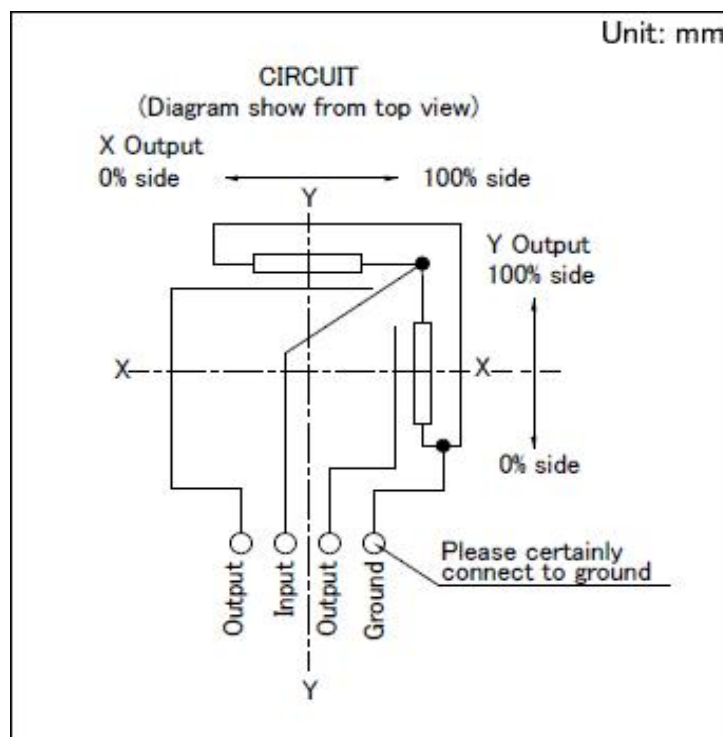 Unit: mm
CIRCUIT
(Diagram show from top view)
X Output
0% side
100% side
Y
Y Output
100% side
X
X
0% side
Output
Input
Output
Ground
Please certainly
connect to ground
Y